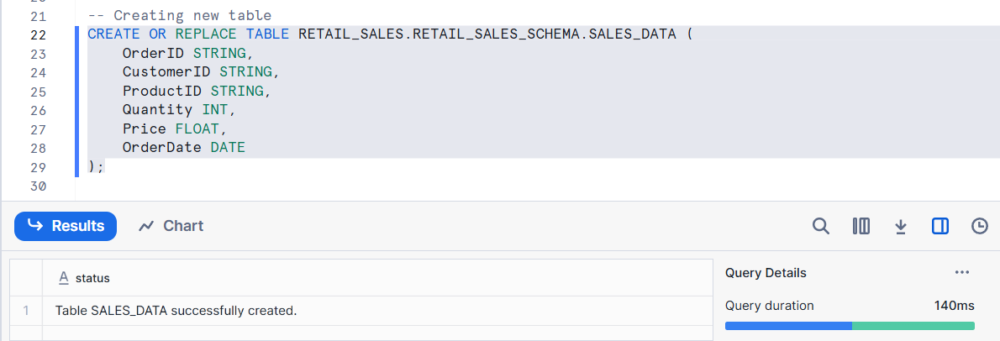 21 -- Creating new table
22 CREATE OR REPLACE TABLE RETAIL_SALES.RETAIL_SALES_SCHEMA.SALES_DATA (
23 OrderID STRING,
24 CustomerID STRING,
25 ProductID STRING,
26 Quantity INT,
27 Price FLOAT,
28 OrderDate DATE
29 );
30
Results Chart
A status
Query Details ...
1 Table SALES_DATA successfully created.
Query duration 140ms